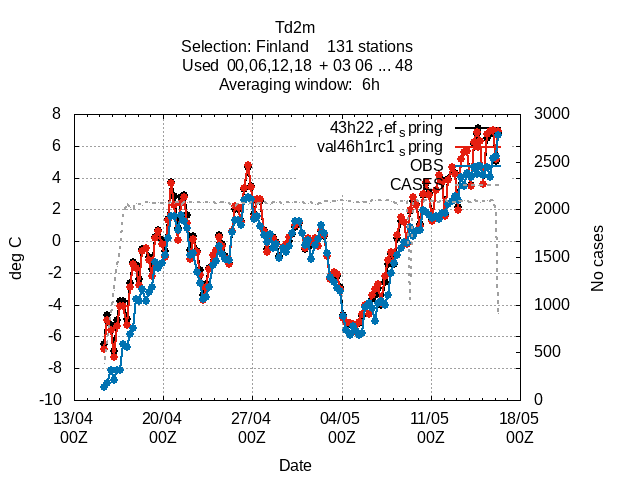 Td2m
Selection: Finland    131 stations
Used  00,06,12,18  + 03 06 ... 48
Averaging window:  6h
8
6
4
2
0
-2
-4
-6
-8
-10
deg C
3000
2500
2000
1500
1000
500
0
No cases
43h22 ref spring
val46h1rc1 spring
OBS
CASES
13/04 20/04 27/04 04/05 11/05 18/05
00Z 00Z 00Z 00Z 00Z 00Z
Date